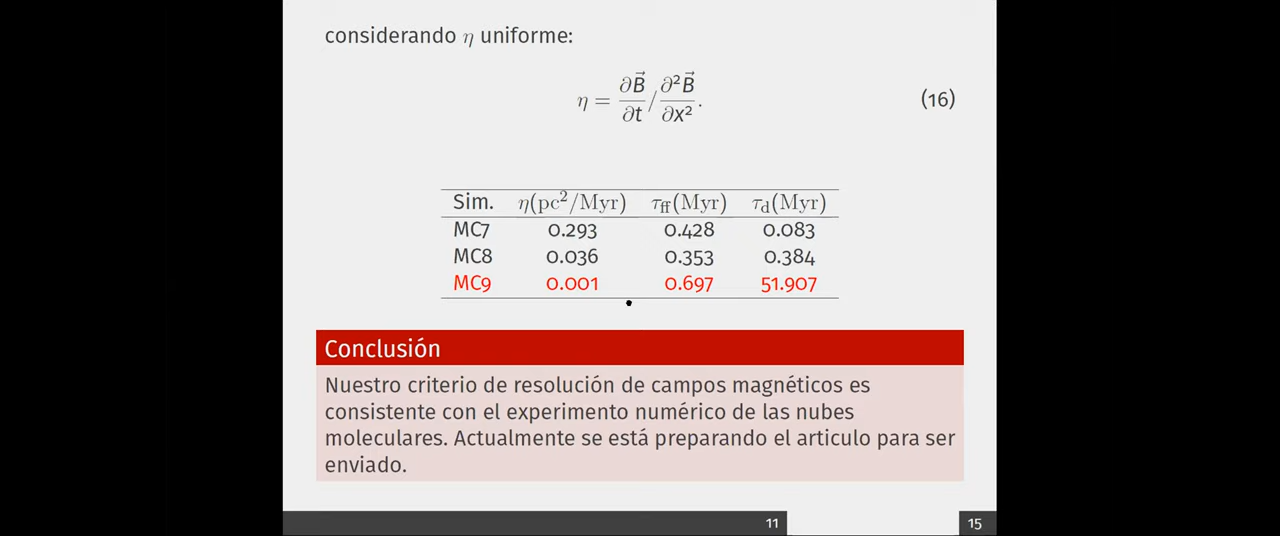 considerando η uniforme:
η = ∂B⃗/∂t / ∂²B⃗/∂x². (16)
Sim. η(pc²/Myr) τff(Myr) τd(Myr)
MC7 0.293 0.428 0.083
MC8 0.036 0.353 0.384
MC9 0.001 0.697 51.907
Conclusión
Nuestro criterio de resolución de campos magnéticos es
consistente con el experimento numérico de las nubes
moleculares. Actualmente se está preparando el articulo para ser
enviado.
11 15